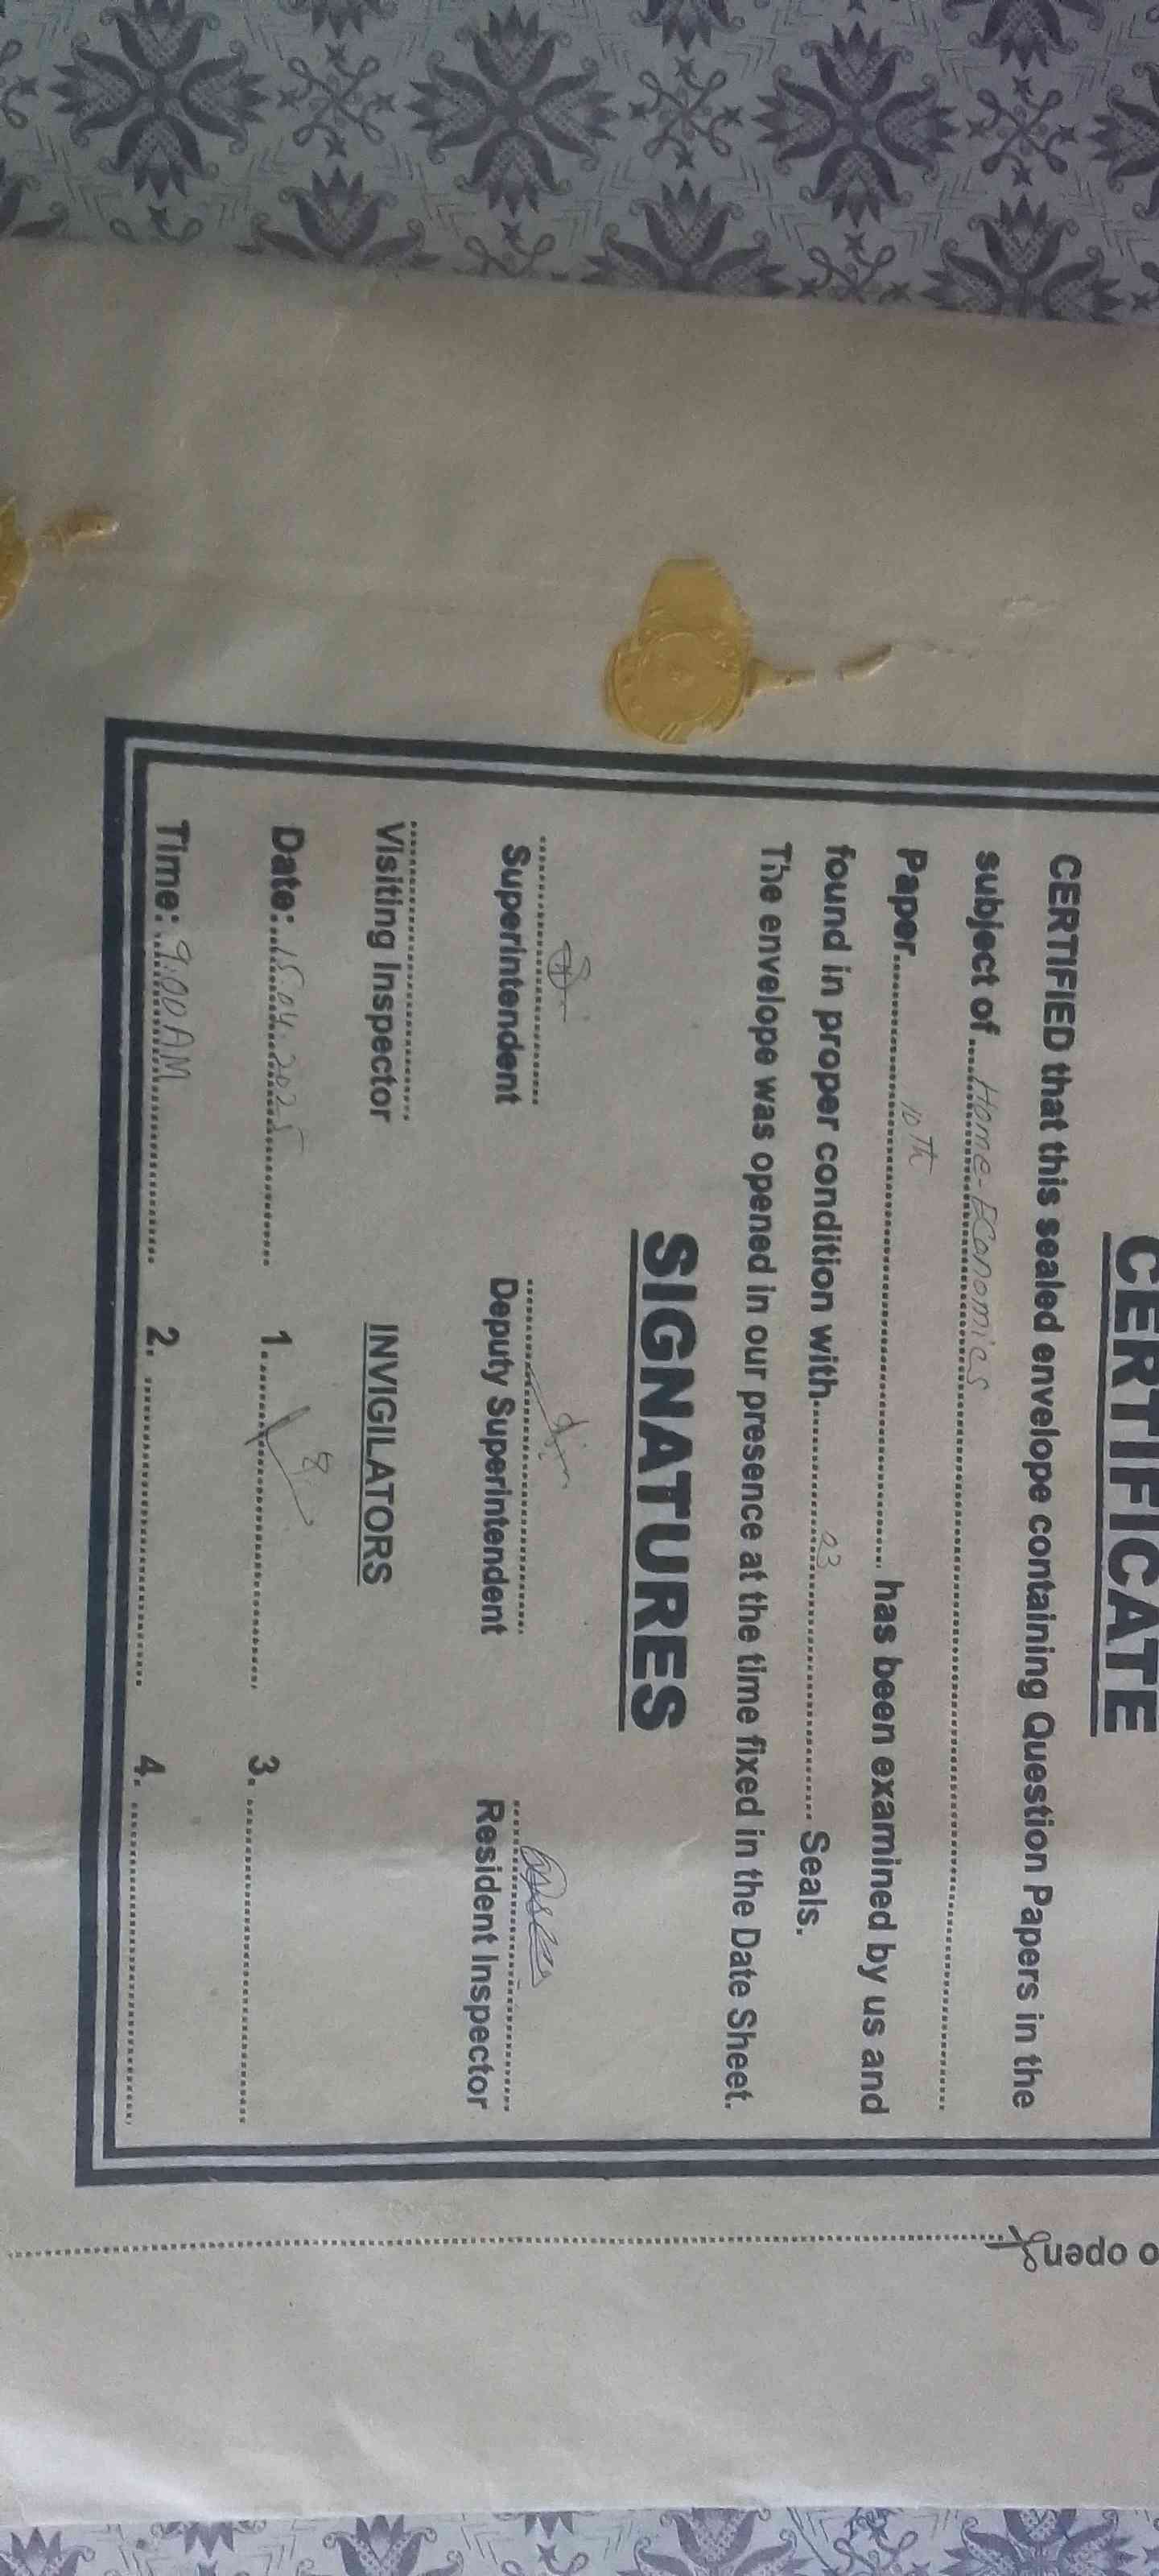 CERTIFICATE
CERTIFIED that this sealed envelope containing Question Papers in the
subject of Home-Economics
Paper 10th has been examined by us and
found in proper condition with 03 Seals.
The envelope was opened in our presence at the time fixed in the Date Sheet.
SIGNATURES
Superintendent Deputy Superintendent Resident Inspector
Visiting Inspector INVIGILATORS
Date: 15.04.2025 1. 3.
Time: 9:00 AM 2. 4.
o open